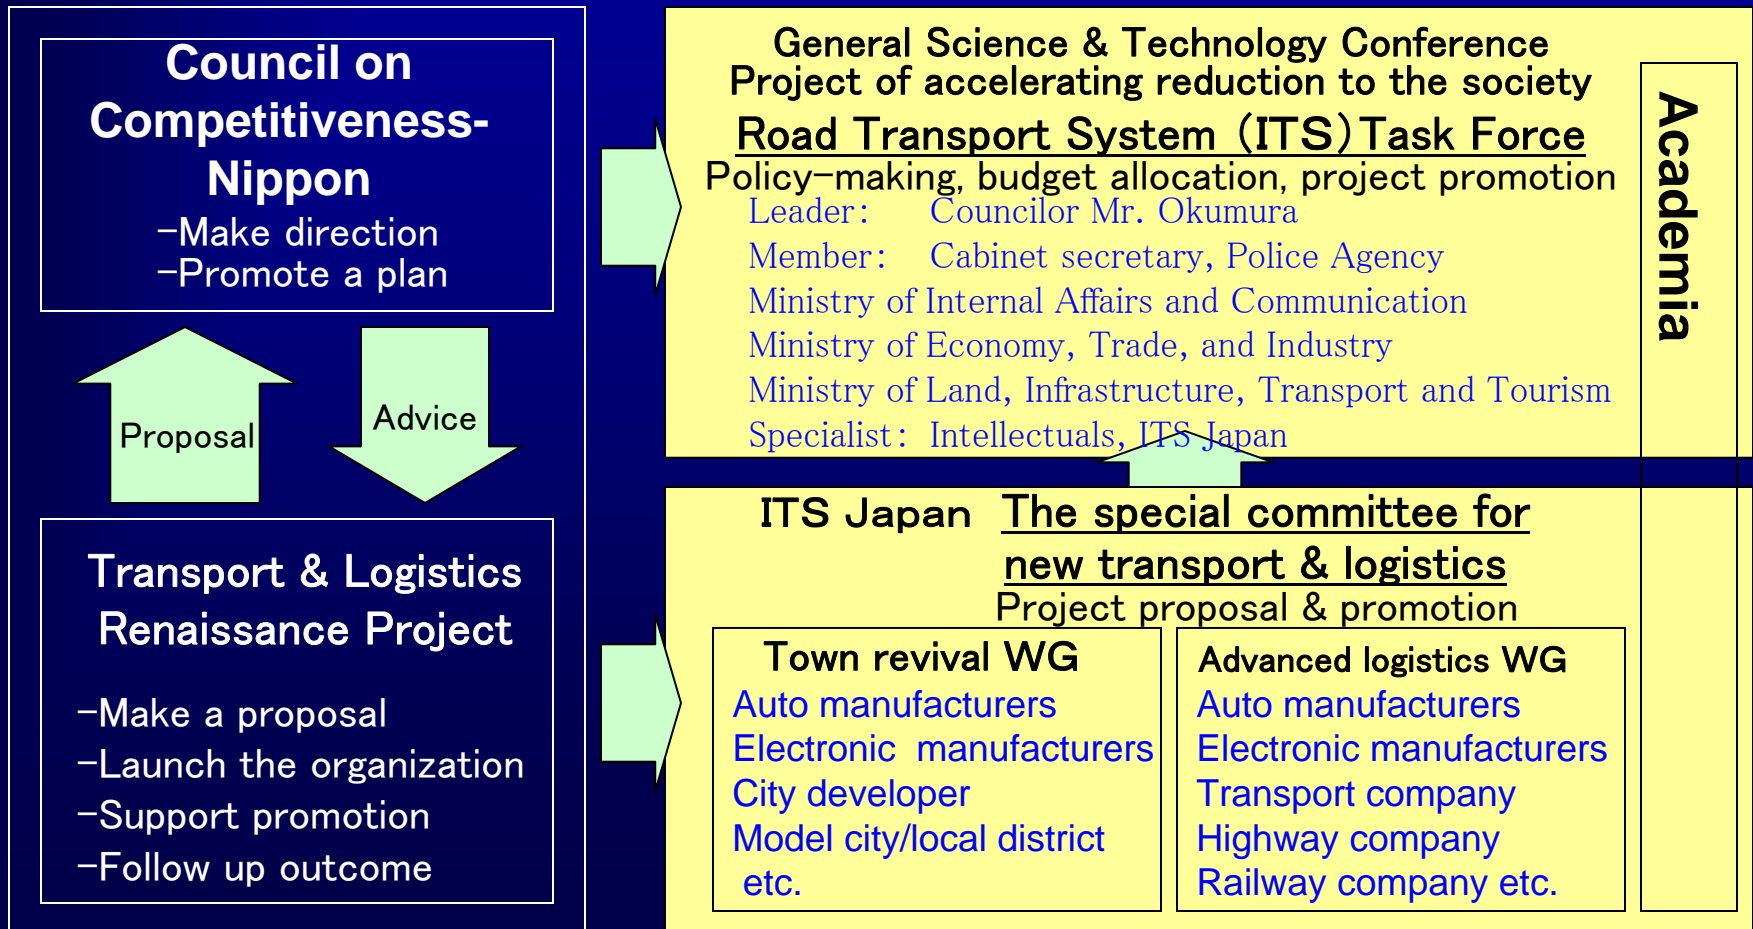 Council on
Competitiveness-
Nippon
-Make direction
-Promote a plan
Proposal
Advice
Transport & Logistics
Renaissance Project
-Make a proposal
-Launch the organization
-Support promotion
-Follow up outcome
General Science & Technology Conference
Project of accelerating reduction to the society
Road Transport System (ITS) Task Force
Policy-making, budget allocation, project promotion
Leader: Councilor Mr. Okumura
Member: Cabinet secretary, Police Agency
Ministry of Internal Affairs and Communication
Ministry of Economy, Trade, and Industry
Ministry of Land, Infrastructure, Transport and Tourism
Specialist: Intellectuals, ITS Japan
ITS Japan The special committee for
new transport & logistics
Project proposal & promotion
Town revival WG
Auto manufacturers
Electronic manufacturers
City developer
Model city/local district
etc.
Advanced logistics WG
Auto manufacturers
Electronic manufacturers
Transport company
Highway company
Railway company etc.
Academia